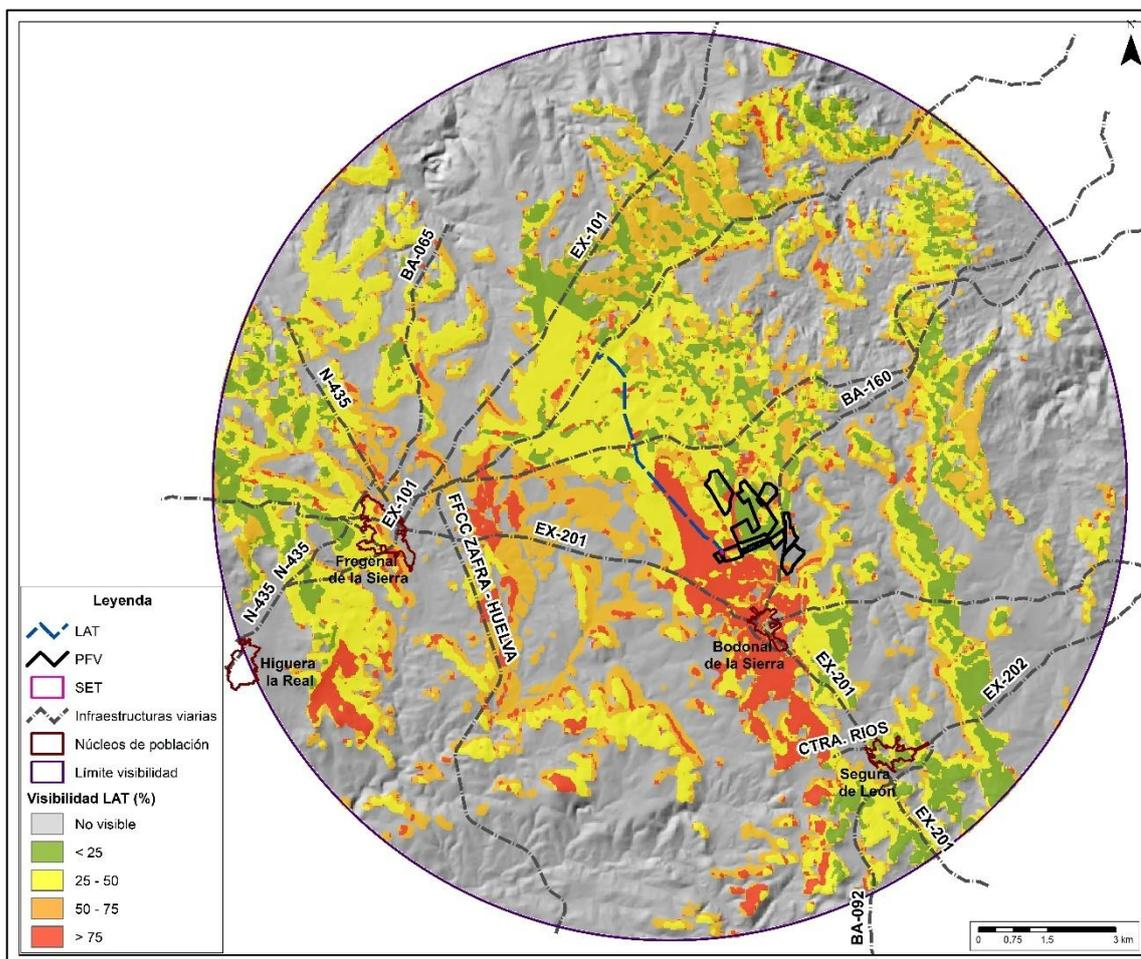 N
EX-101
BA-065
N-435
BA-160
EX-101
FFCC ZAFRA - HUELVA
EX-201
Fregenal
de la Sierra
N-435
N-435
Higuera
la Real
Bodonal
de la Sierra
EX-201
EX-202
CTRA. RIOS
Segura
de León
EX-201
BA-092
Leyenda
LAT
PFV
SET
Infraestructuras viarias
Núcleos de población
Límite visibilidad
Visibilidad LAT (%)
No visible
< 25
25 - 50
50 - 75
> 75
0 0,75 1,5 3 km